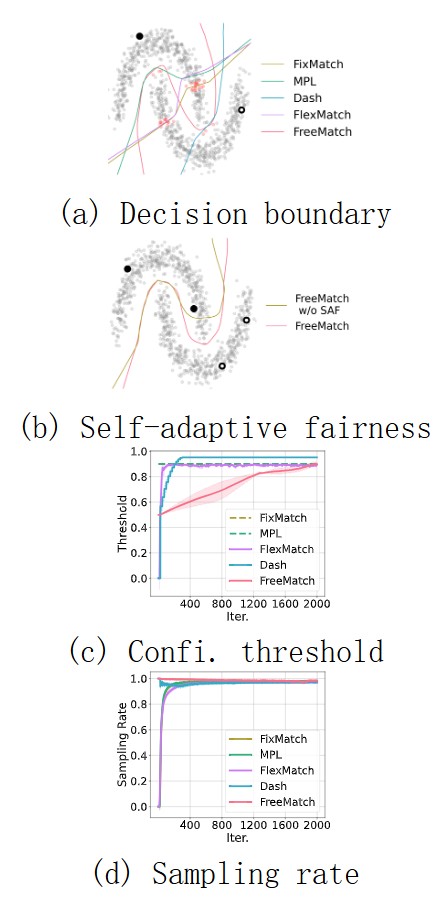 FixMatch
MPL
Dash
FlexMatch
FreeMatch
(a) Decision boundary
FreeMatch
w/o SAF
FreeMatch
(b) Self-adaptive fairness
1.0
0.8
0.6
0.4
0.2
0.0
Threshold
FixMatch
MPL
FlexMatch
Dash
FreeMatch
400 800 1200 1600 2000
Iter.
(c) Confi. threshold
1.0
0.8
0.6
0.4
0.2
0.0
Sampling Rate
FixMatch
MPL
FlexMatch
Dash
FreeMatch
400 800 1200 1600 2000
Iter.
(d) Sampling rate